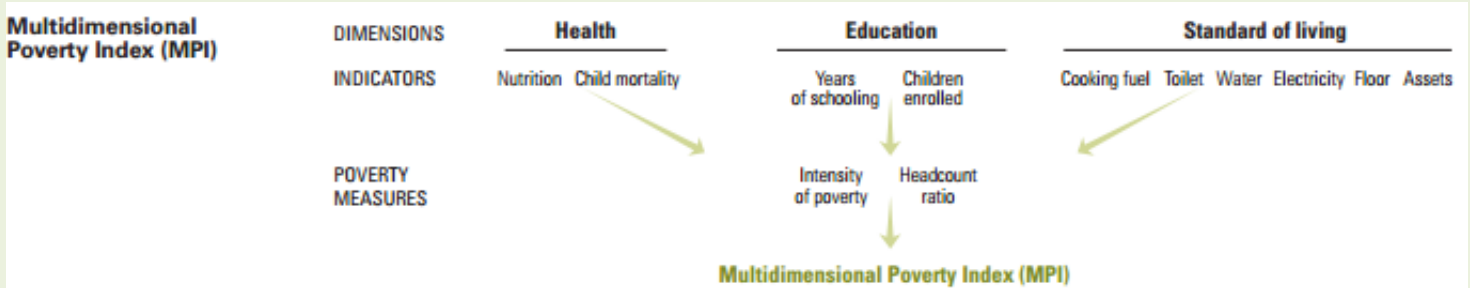 Multidimensional
Poverty Index (MPI)
DIMENSIONS Health Education Standard of living
INDICATORS Nutrition Child mortality Years of schooling Children enrolled Cooking fuel Toilet Water Electricity Floor Assets
POVERTY MEASURES Intensity of poverty Headcount ratio
Multidimensional Poverty Index (MPI)